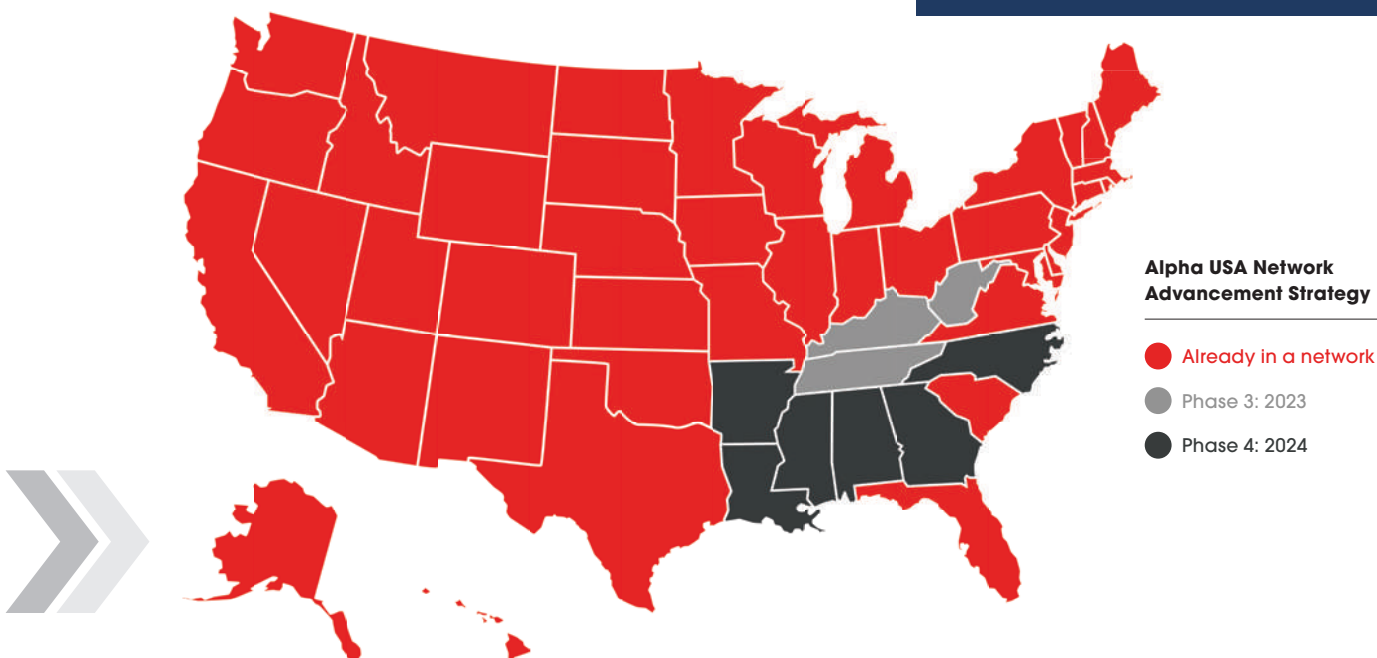 Alpha USA Network
Advancement Strategy
Already in a network
Phase 3: 2023
Phase 4: 2024